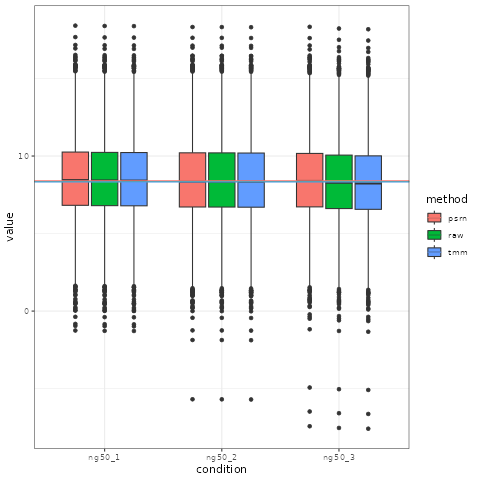 10
0
value
ng50_1
ng50_2
ng50_3
condition
method
psrn
raw
tmm